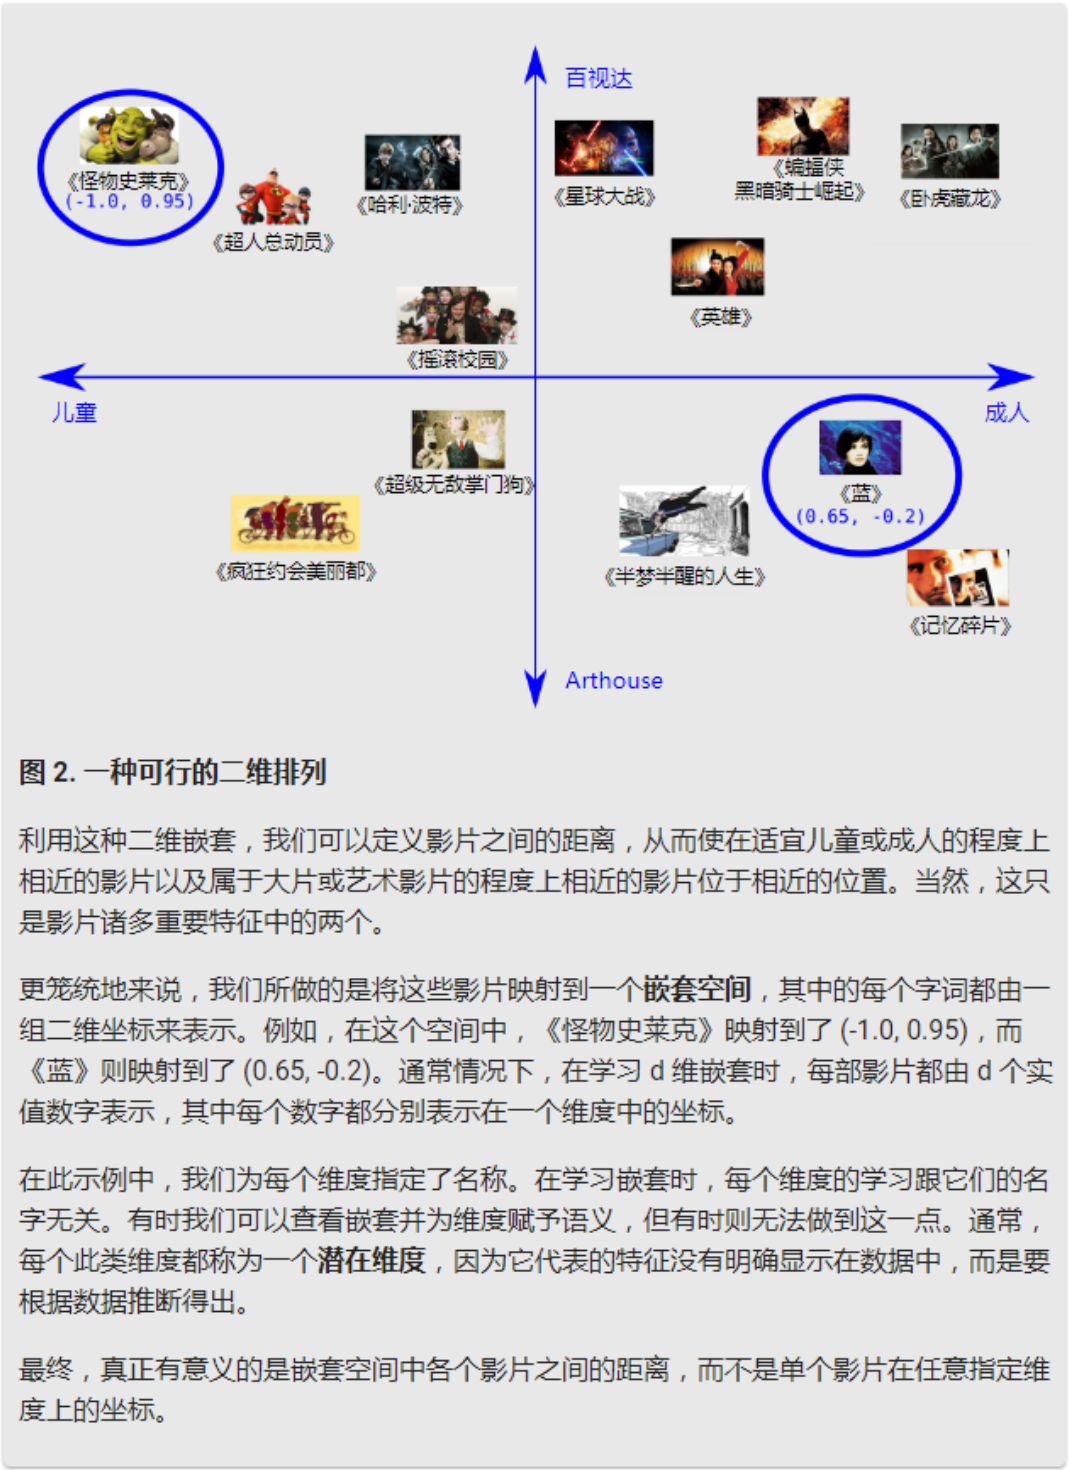 百视达
《怪物史莱克》
(-1.0, 0.95)
《超人总动员》
《哈利·波特》
《星球大战》
《蝙蝠侠
黑暗骑士崛起》
《卧虎藏龙》
《英雄》
《摇滚校园》
儿童
成人
《超级无敌掌门狗》
《蓝》
(0.65, -0.2)
《疯狂约会美丽都》
《半梦半醒的人生》
《记忆碎片》
Arthouse
图 2. 一种可行的二维排列
利用这种二维嵌套，我们可以定义影片之间的距离，从而使在适宜儿童或成人的程度上
相近的影片以及属于大片或艺术影片的程度上相近的影片位于相近的位置。当然，这只
是影片诸多重要特征中的两个。
更笼统地来说，我们所做的是将这些影片映射到一个嵌套空间，其中的每个字词都由一
组二维坐标来表示。例如，在这个空间中，《怪物史莱克》映射到了 (-1.0, 0.95)，而
《蓝》则映射到了 (0.65, -0.2)。通常情况下，在学习 d 维嵌套时，每部影片都由 d 个实
值数字表示，其中每个数字都分别表示在一个维度中的坐标。
在此示例中，我们为每个维度指定了名称。在学习嵌套时，每个维度的学习跟它们的名
字无关。有时我们可以查看嵌套并为维度赋予语义，但有时则无法做到这一点。通常，
每个此类维度都称为一个潜在维度，因为它代表的特征没有明确显示在数据中，而是要
根据数据推断得出。
最终，真正有意义的是嵌套空间中各个影片之间的距离，而不是单个影片在任意指定维
度上的坐标。